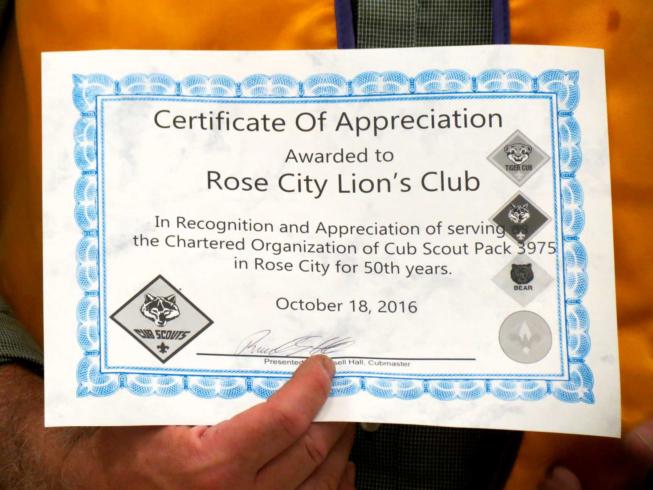 Certificate Of Appreciation
Awarded to
Rose City Lion's Club
TIGER CUB
In Recognition and Appreciation of serving as
the Chartered Organization of Cub Scout Pack 3975
in Rose City for 50th years.
BEAR
October 18, 2016
CUB SCOUTS
Hall, Cubmaster